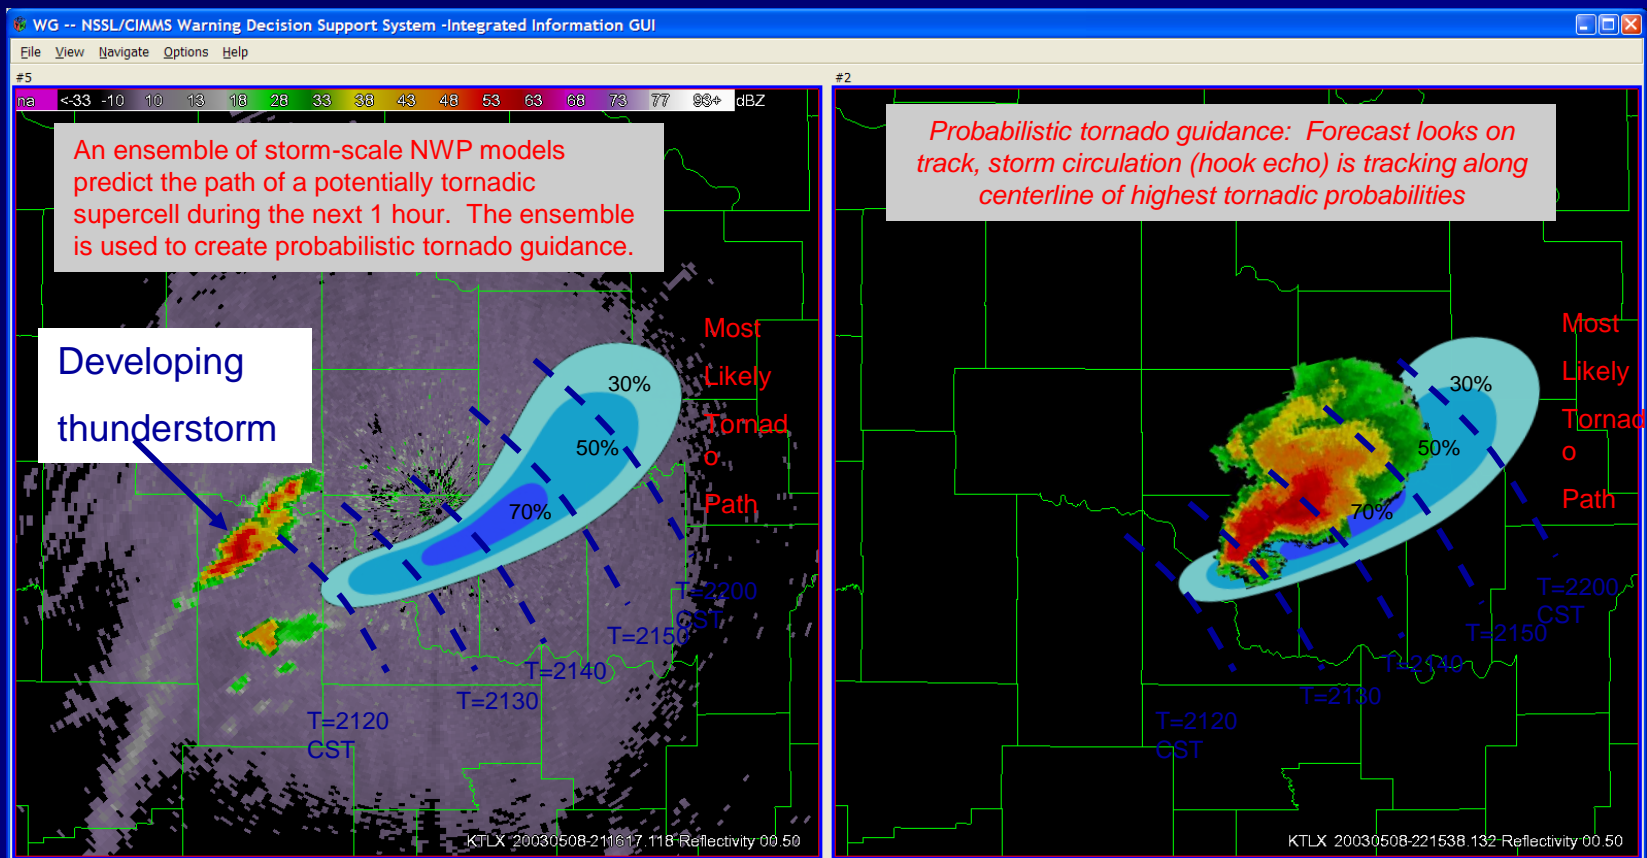 WG -- NSSL/CIMMS Warning Decision Support System -Integrated Information GUI
File View Navigate Options Help
#5
na <-33 -10 10 13 18 28 33 38 43 48 53 63 68 73 77 93+ dBZ
An ensemble of storm-scale NWP models
predict the path of a potentially tornadic
supercell during the next 1 hour. The ensemble
is used to create probabilistic tornado guidance.
Developing
thunderstorm
Most
Likely
Tornad
o
Path
30%
50%
70%
T=2200
CST
T=2150
T=2140
T=2130
T=2120
CST
KTLX 20030508-211617.118 Reflectivity 00.50
#2
Probabilistic tornado guidance: Forecast looks on
track, storm circulation (hook echo) is tracking along
centerline of highest tornadic probabilities
Most
Likely
Tornad
o
Path
30%
50%
70%
T=2200
CST
T=2150
T=2140
T=2130
T=2120
CST
KTLX 20030508-221538.132 Reflectivity 00.50